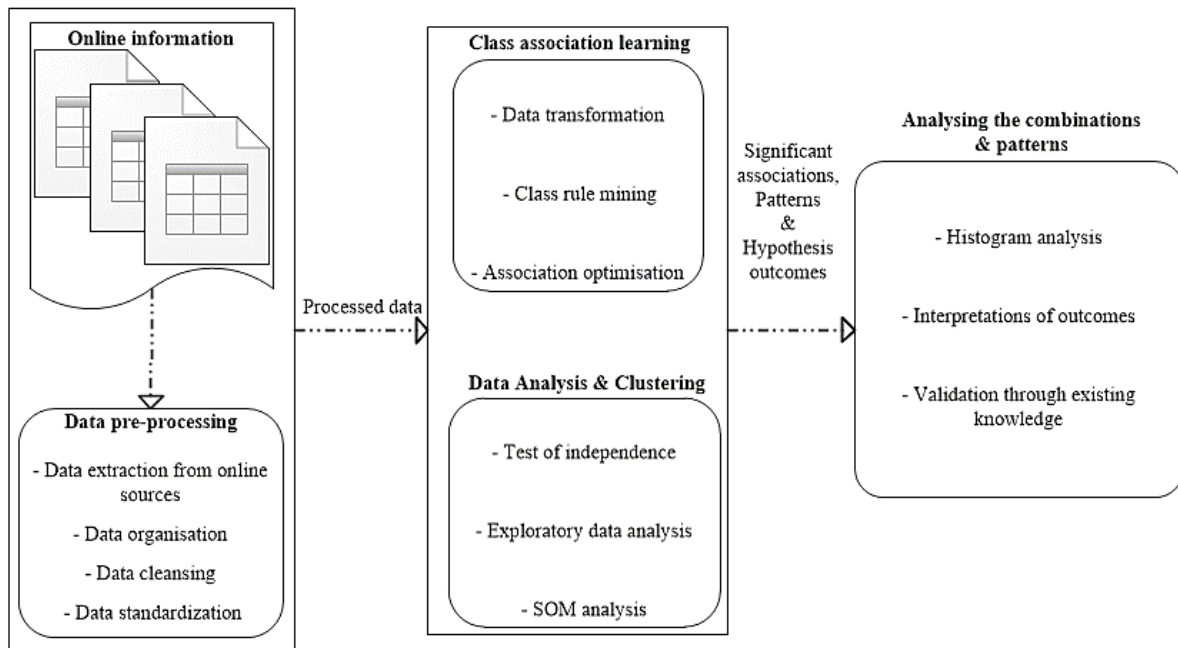 Online information
Data pre-processing
- Data extraction from online
sources
- Data organisation
- Data cleansing
- Data standardization
Processed data
Class association learning
- Data transformation
- Class rule mining
- Association optimisation
Data Analysis & Clustering
- Test of independence
- Exploratory data analysis
- SOM analysis
Significant
associations,
Patterns
&
Hypothesis
outcomes
Analysing the combinations
& patterns
- Histogram analysis
- Interpretations of outcomes
- Validation through existing
knowledge